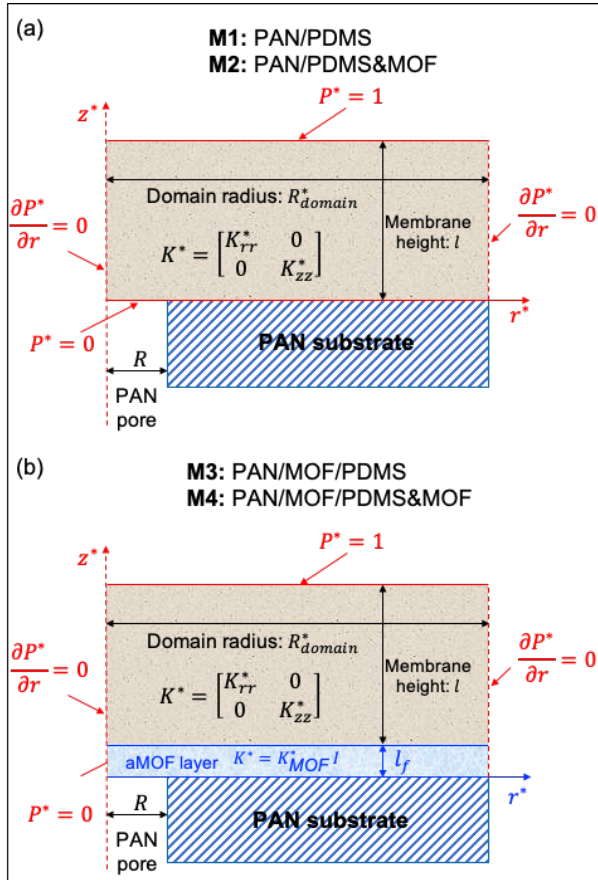 (a)
M1: PAN/PDMS
M2: PAN/PDMS&MOF
P* = 1
z*
Domain radius: R*domain
∂P*/∂r = 0
∂P*/∂r = 0
Membrane height: l
K* = [K*rr 0
0 K*zz]
r*
P* = 0
R
PAN substrate
PAN
pore
(b)
M3: PAN/MOF/PDMS
M4: PAN/MOF/PDMS&MOF
P* = 1
z*
Domain radius: R*domain
∂P*/∂r = 0
∂P*/∂r = 0
Membrane
height: l
K* = [K*rr 0
0 K*zz]
aMOF layer K* = K*MOF I
lf
r*
P* = 0
R
PAN substrate
PAN
pore